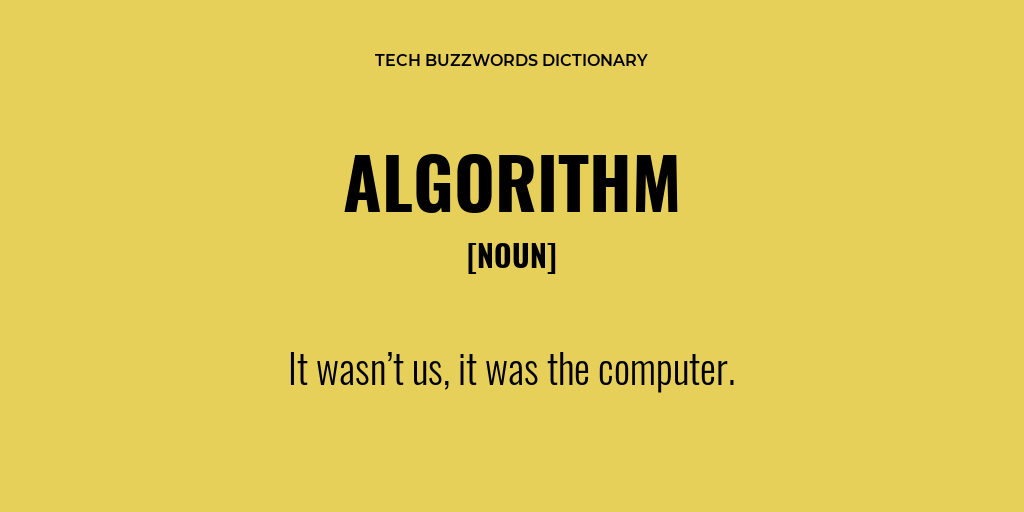 TECH BUZZWORDS DICTIONARY
ALGORITHM
[NOUN]
It wasn’t us, it was the computer.